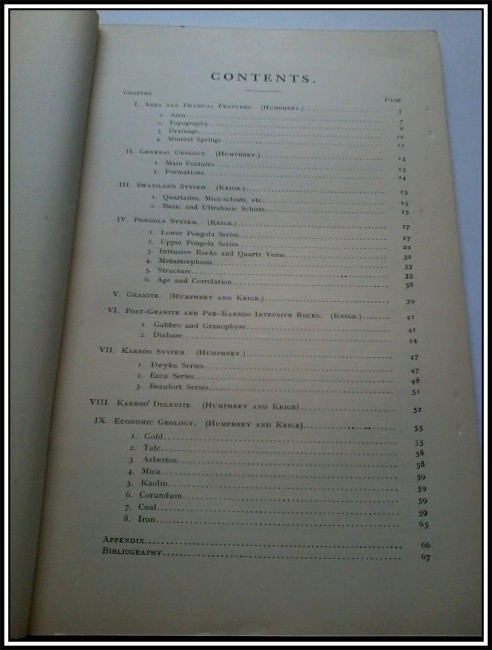 CONTENTS.
CHAPTER PAGE
I. AREA AND PHYSICAL FEATURES. (HUMPHREY.) 7
1. Area 7
2. Topography
3. Drainage
4. Mineral Springs
II. GENERAL GEOLOGY. (HUMPHREY.) 13
1. Main Features 13
2. Formations 14
III. SWAZILAND SYSTEM. (KRIGE.) 15
1. Quartzites, Mica-schists, etc. 15
2. Basic and Ultrabasic Schists 15
IV. PONGOLA SYSTEM. (KRIGE.) 17
1. Lower Pongola Series 17
2. Upper Pongola Series 22
3. Intrusive Rocks and Quartz Veins 32
4. Metamorphism 33
5. Structure 35
6. Age and Correlation 38
V. GRANITE. (HUMPHREY AND KRIGE.) 39
VI. POST-GRANITE AND PRE-KARROO INTRUSIVE ROCKS. (KRIGE.) 41
1. Gabbro and Granophyre 41
2. Diabase 44
VII. KARROO SYSTEM. (HUMPHREY.) 47
1. Dwyka Series 47
2. Ecca Series 48
3. Beaufort Series 51
VIII. KARROO DOLERITE. (HUMPHREY AND KRIGE) 52
IX. ECONOMIC GEOLOGY. (HUMPHREY AND KRIGE) 55
1. Gold 55
2. Talc 58
3. Asbestos 58
4. Mica 59
5. Kaolin 59
6. Corundum 59
7. Coal 59
8. Iron 65
APPENDIX 66
BIBLIOGRAPHY 67